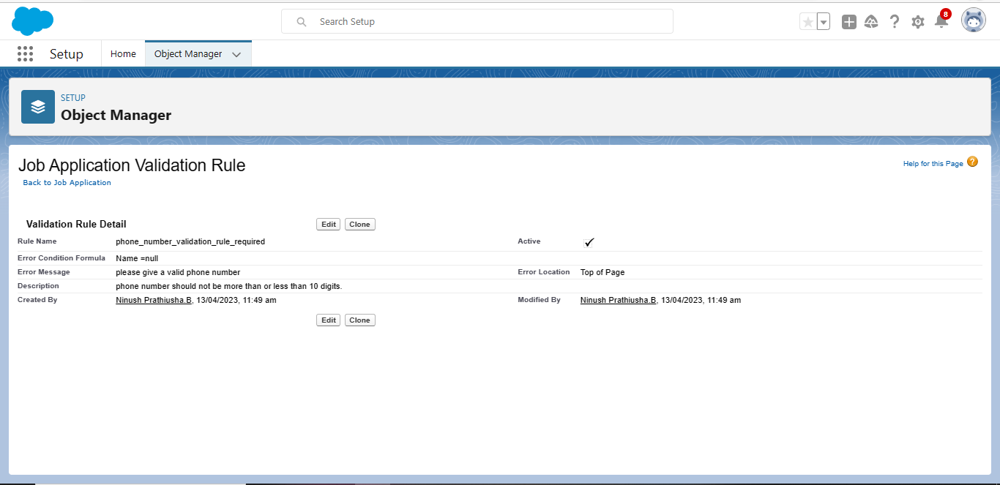 Search Setup
8
Setup
Home
Object Manager
SETUP
Object Manager
Job Application Validation Rule
Help for this Page ?
Back to Job Application
Validation Rule Detail
Edit Clone
Rule Name phone_number_validation_rule_required Active
Error Condition Formula Name =null
Error Message please give a valid phone number Error Location Top of Page
Description phone number should not be more than or less than 10 digits.
Created By Ninush Prathiusha.B, 13/04/2023, 11:49 am Modified By Ninush Prathiusha.B, 13/04/2023, 11:49 am
Edit Clone